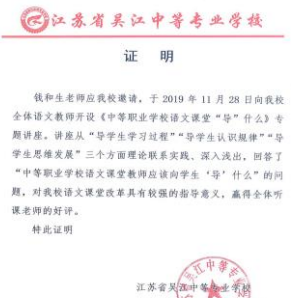 江苏省吴江中等专业学校
证 明
钱和生老师应我校邀请，于 2019 年 11 月 28 日向我校
全体语文教师开设《中等职业学校语文课堂“导”什么》专
题讲座。讲座从“导学生学习过程”“导学生认识规律”“导
学生思维发展”三个方面理论联系实践、深入浅出，回答了
“中等职业学校语文课堂教师应该向学生‘导’什么”的问
题，对我校语文课堂改革具有较强的指导意义，赢得全体听
课老师的好评。
特此证明
江苏省吴江中等专业学校